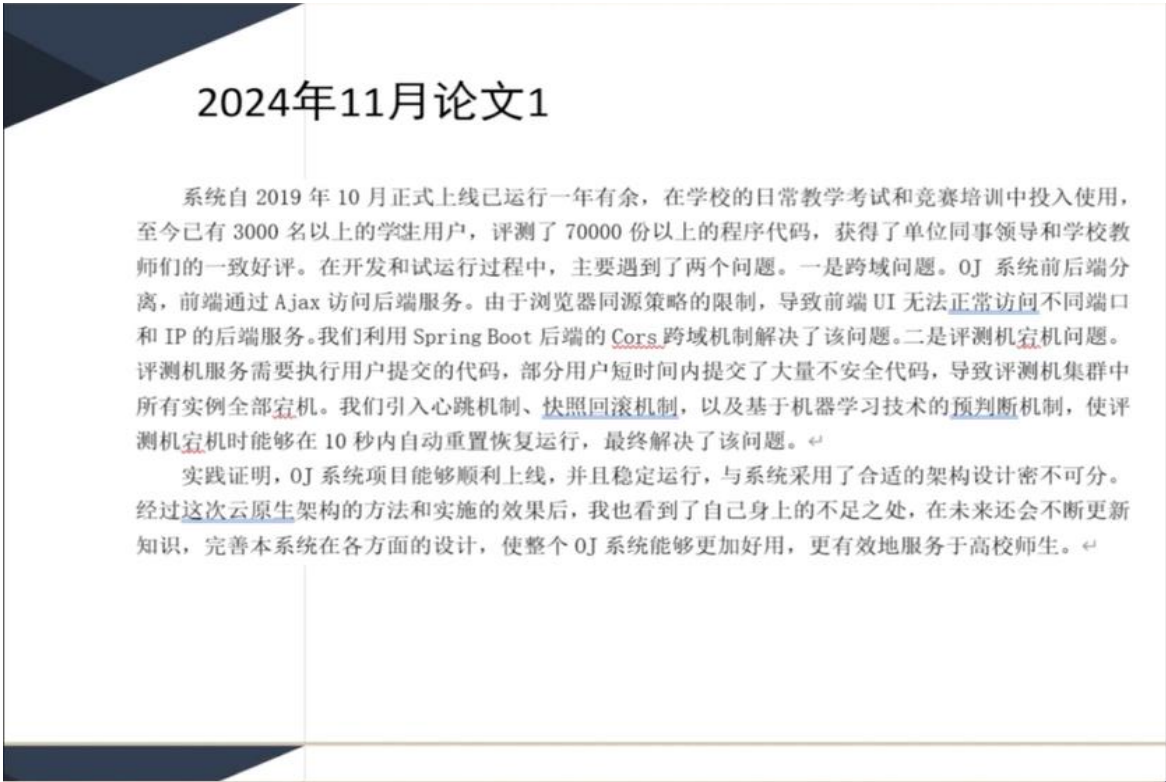 2024年11月论文1
系统自 2019 年 10 月正式上线已运行一年有余，在学校的日常教学考试和竞赛培训中投入使用，
至今已有 3000 名以上的学生用户，评测了 70000 份以上的程序代码，获得了单位同事领导和学校教
师们的一致好评。在开发和试运行过程中，主要遇到了两个问题。一是跨域问题。OJ 系统前后端分
离，前端通过 Ajax 访问后端服务。由于浏览器同源策略的限制，导致前端 UI 无法正常访问不同端口
和 IP 的后端服务。我们利用 Spring Boot 后端的 Cors 跨域机制解决了该问题。二是评测机宕机问题。
评测机服务需要执行用户提交的代码，部分用户短时间内提交了大量不安全代码，导致评测机集群中
所有实例全部宕机。我们引入心跳机制、快照回滚机制，以及基于机器学习技术的预判断机制，使评
测机宕机时能够在 10 秒内自动重置恢复运行，最终解决了该问题。↵
实践证明，OJ 系统项目能够顺利上线，并且稳定运行，与系统采用了合适的架构设计密不可分。
经过这次云原生架构的方法和实施的效果后，我也看到了自己身上的不足之处，在未来还会不断更新
知识，完善本系统在各方面的设计，使整个 OJ 系统能够更加好用，更有效地服务于高校师生。↵